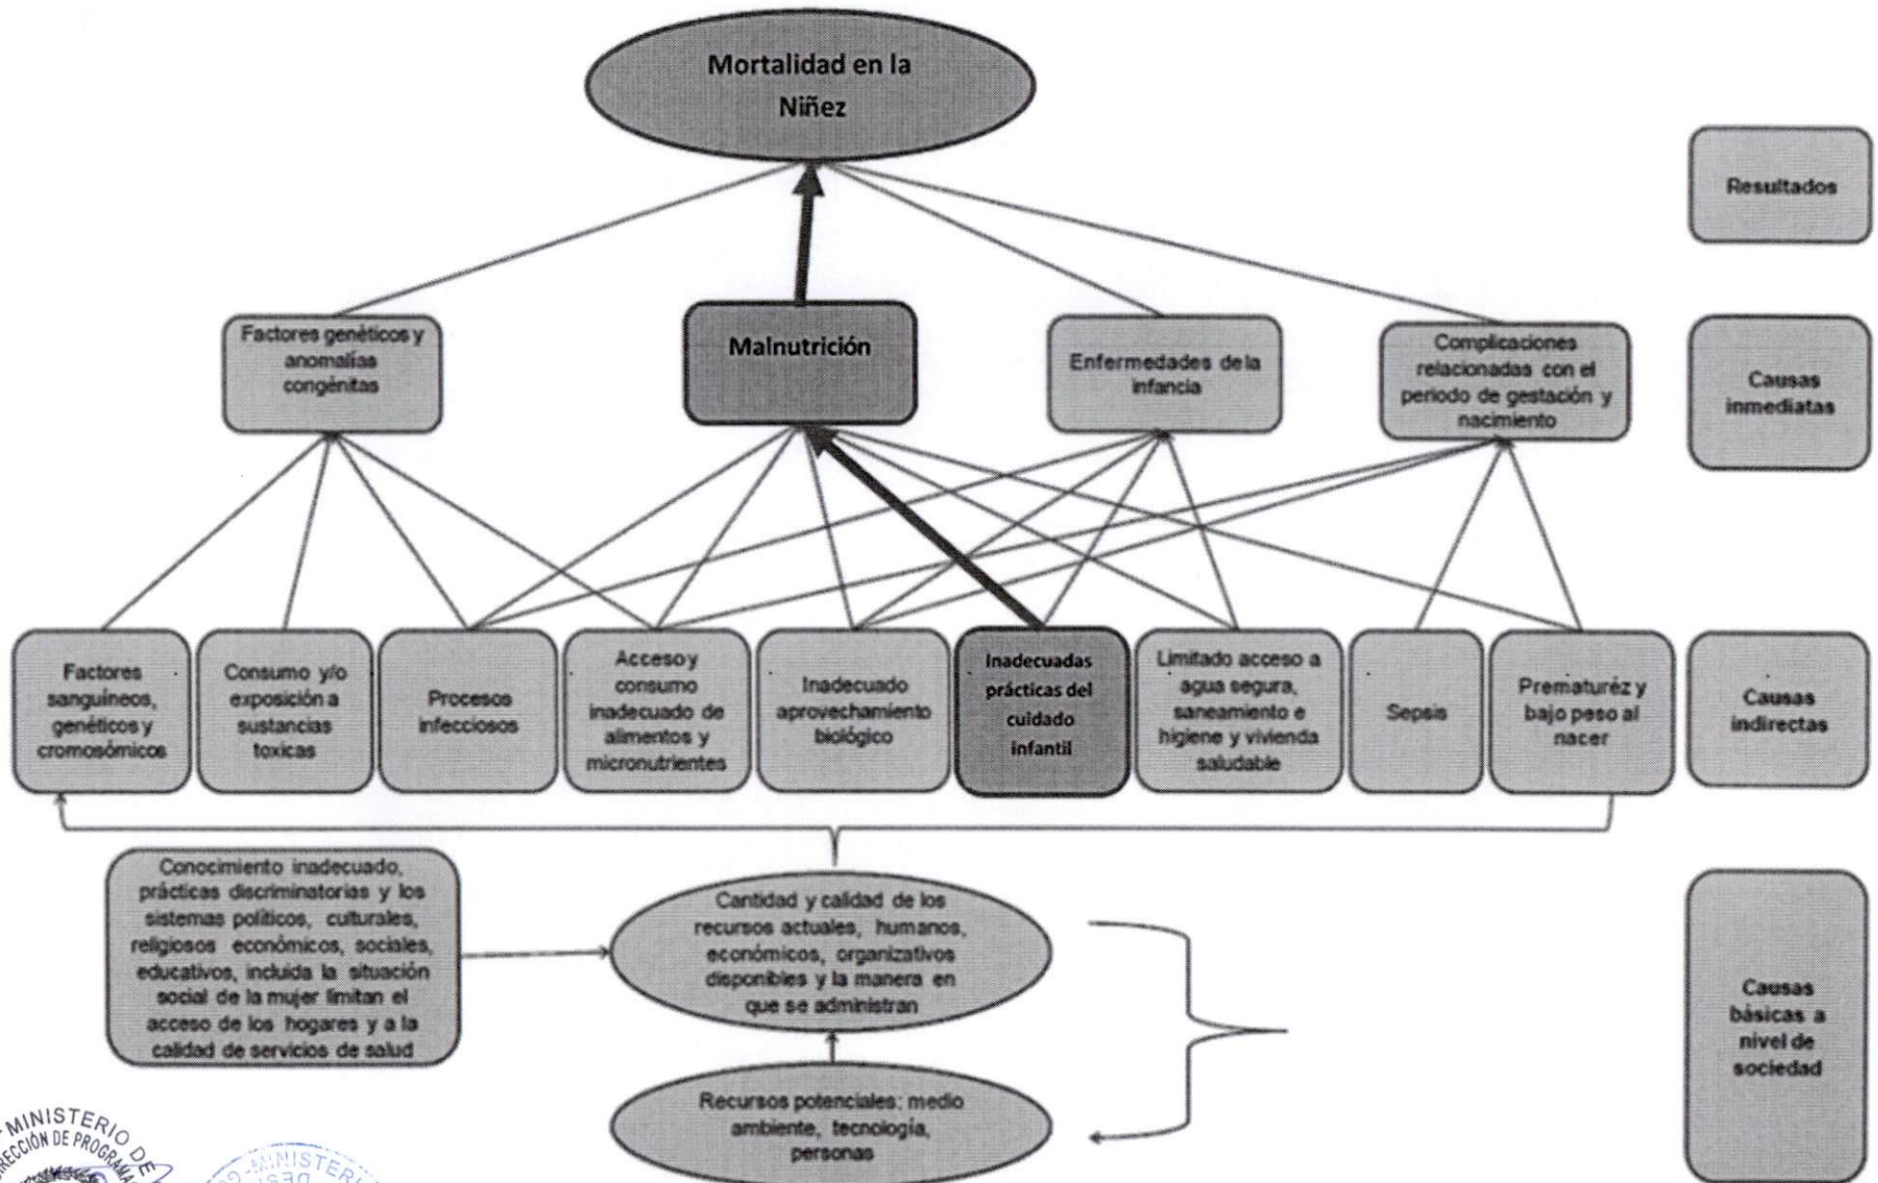 Mortalidad en la
Niñez
Resultados
Factores genéticos y
anomalías
congénitas
Malnutrición
Enfermedades de la
infancia
Complicaciones
relacionadas con el
periodo de gestación y
nacimiento
Causas
inmediatas
Factores
sanguíneos,
genéticos y
cromosómicos
Consumo y/o
exposición a
sustancias
toxicas
Procesos
infecciosos
Acceso y
consumo
inadecuado de
alimentos y
micronutrientes
Inadecuado
aprovechamiento
biológico
Inadecuadas
prácticas del
cuidado
infantil
Limitado acceso a
agua segura,
saneamiento e
higiene y vivienda
saludable
Sepsis
Prematuréz y
bajo peso al
nacer
Causas
indirectas
Conocimiento inadecuado,
prácticas discriminatorias y los
sistemas políticos, culturales,
religiosos económicos, sociales,
educativos, incluida la situación
social de la mujer limitan el
acceso de los hogares y a la
calidad de servicios de salud
Cantidad y calidad de los
recursos actuales, humanos,
económicos, organizativos
disponibles y la manera en
que se administran
Recursos potenciales: medio
ambiente, tecnología,
personas
Causas
básicas a
nivel de
sociedad
MINISTERIO DE